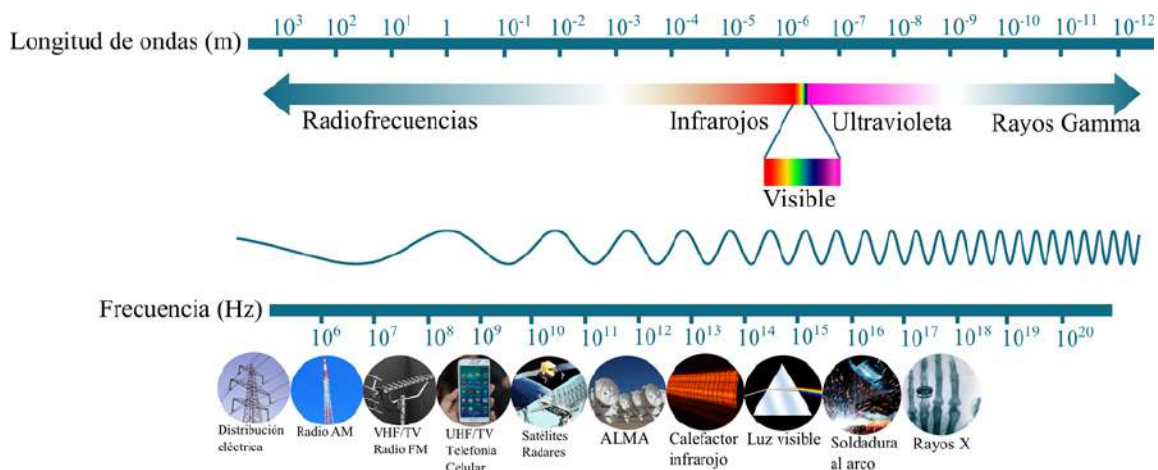 Longitud de ondas (m)
10³ 10² 10¹ 1 10⁻¹ 10⁻² 10⁻³ 10⁻⁴ 10⁻⁵ 10⁻⁶ 10⁻⁷ 10⁻⁸ 10⁻⁹ 10⁻¹⁰ 10⁻¹¹ 10⁻¹²
Radiofrecuencias Infrarojos Ultravioleta Rayos Gamma
Visible
Frecuencia (Hz)
10⁶ 10⁷ 10⁸ 10⁹ 10¹⁰ 10¹¹ 10¹² 10¹³ 10¹⁴ 10¹⁵ 10¹⁶ 10¹⁷ 10¹⁸ 10¹⁹ 10²⁰
Distribución
eléctrica
Radio AM
VHF/TV
Radio FM
UHF/TV
Telefonía
Celular
Satélites
Radares
ALMA
Calefactor
infrarojo
Luz visible
Soldadura
al arco
Rayos X